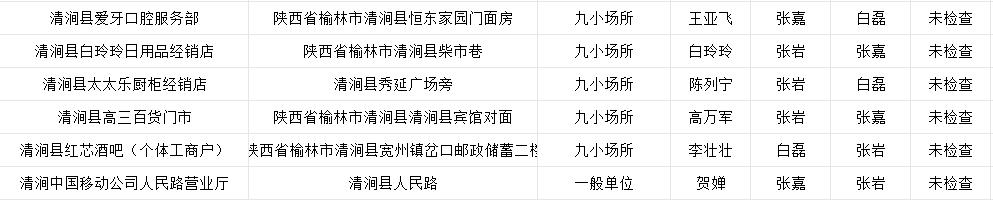 清涧县爱牙口腔服务部 陕西省榆林市清涧县恒东家园门面房 九小场所 王亚飞 张嘉 白磊 未检查
清涧县白玲玲日用品经销店 陕西省榆林市清涧县柴市巷 九小场所 白玲玲 张岩 张嘉 未检查
清涧县太太乐厨柜经销店 清涧县秀延广场旁 九小场所 陈列宁 张岩 白磊 未检查
清涧县高三百货门市 陕西省榆林市清涧县清涧县宾馆对面 九小场所 高万军 张岩 张嘉 未检查
清涧县红芯酒吧（个体工商户） 陕西省榆林市清涧县宽州镇岔口邮政储蓄二楼 九小场所 李壮壮 白磊 张岩 未检查
清涧中国移动公司人民路营业厅 清涧县人民路 一般单位 贺婵 张嘉 张岩 未检查